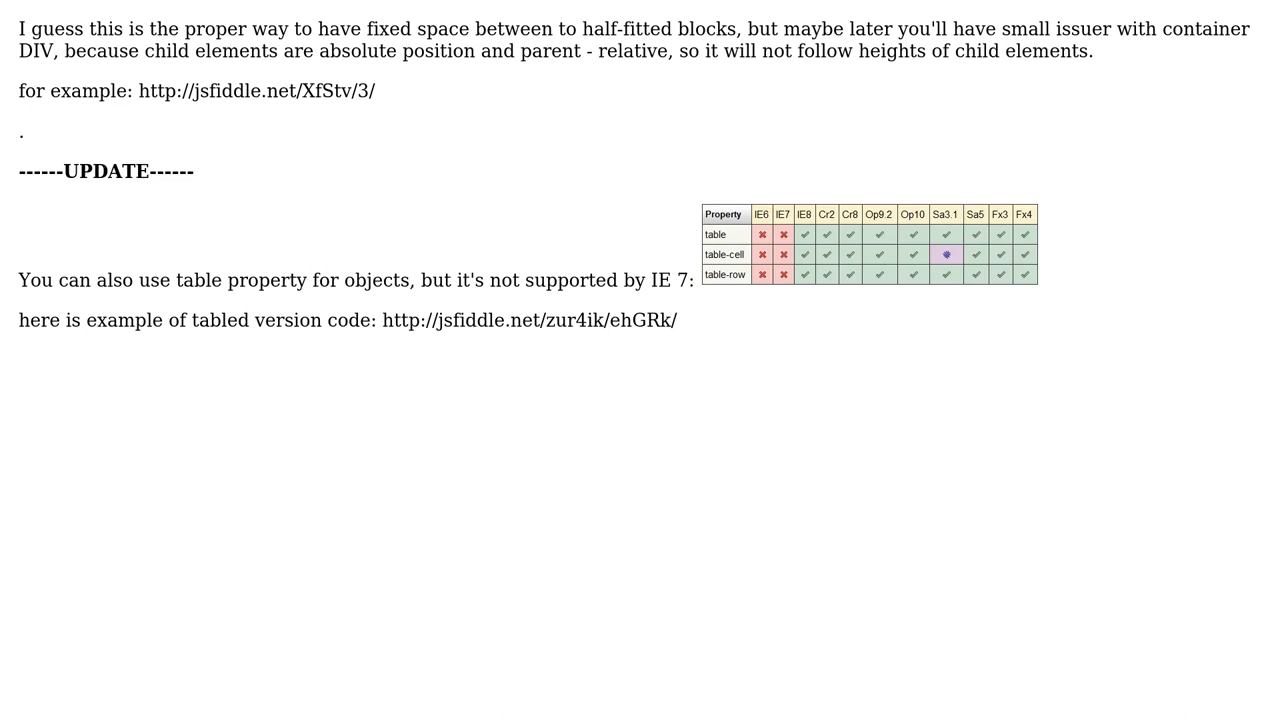 I guess this is the proper way to have fixed space between to half-fitted blocks, but maybe later you'll have small issuer with container
DIV, because child elements are absolute position and parent - relative, so it will not follow heights of child elements.
for example: http://jsfiddle.net/XfStv/3/
.
------UPDATE------
Property IE6 IE7 IE8 Cr2 Cr8 Op9.2 Op10 Sa3.1 Sa5 Fx3 Fx4
table ✖ ✖ ✔ ✔ ✔ ✔ ✔ ✔ ✔ ✔ ✔
table-cell ✖ ✖ ✔ ✔ ✔ ✔ ✔ ✹ ✔ ✔ ✔
table-row ✖ ✖ ✔ ✔ ✔ ✔ ✔ ✔ ✔ ✔ ✔
You can also use table property for objects, but it's not supported by IE 7:
here is example of tabled version code: http://jsfiddle.net/zur4ik/ehGRk/